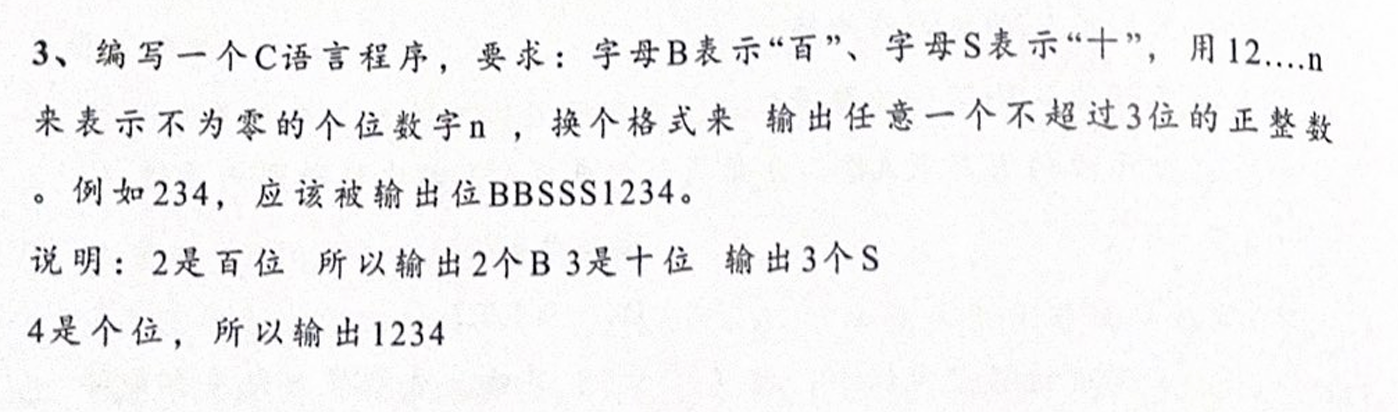 3、编写一个C语言程序，要求：字母B表示“百”、字母S表示“十”，用12....n
来表示不为零的个位数字n ，换个格式来 输出任意一个不超过3位的正整数
。例如234，应该被输出位BBSSS1234。
说明：2是百位 所以输出2个B 3是十位 输出3个S
4是个位，所以输出1234